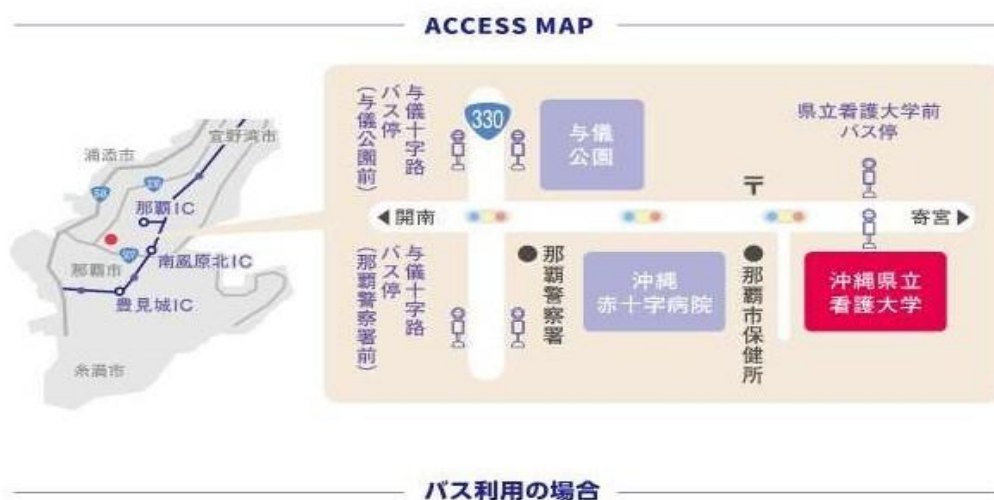 ACCESS MAP
宜野湾市
浦添市
58
330
那覇IC
507
南風原北IC
那覇市
豊見城IC
糸満市
与儀十字路
バス停
(与儀公園前)
330
与儀
公園
県立看護大学前
バス停
〒
◀開南
寄宮▶
与儀十字路
バス停
(那覇警察署前)
●那覇警察署
沖縄
赤十字病院
●那覇市保健所
沖縄県立
看護大学
バス利用の場合